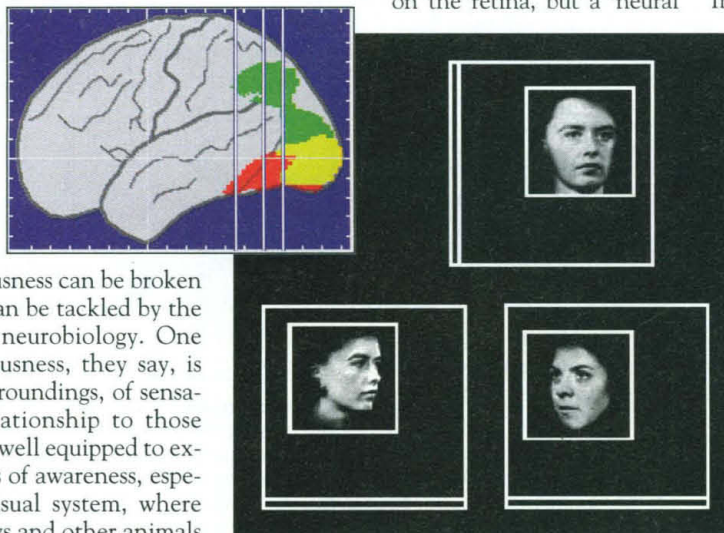 on the retina, but a "neural
usness can be broken
an be tackled by the
neurobiology. One
usness, they say, is
roundings, of sensa-
ationship to those
well equipped to ex-
s of awareness, espe-
sual system, where
s and other animals